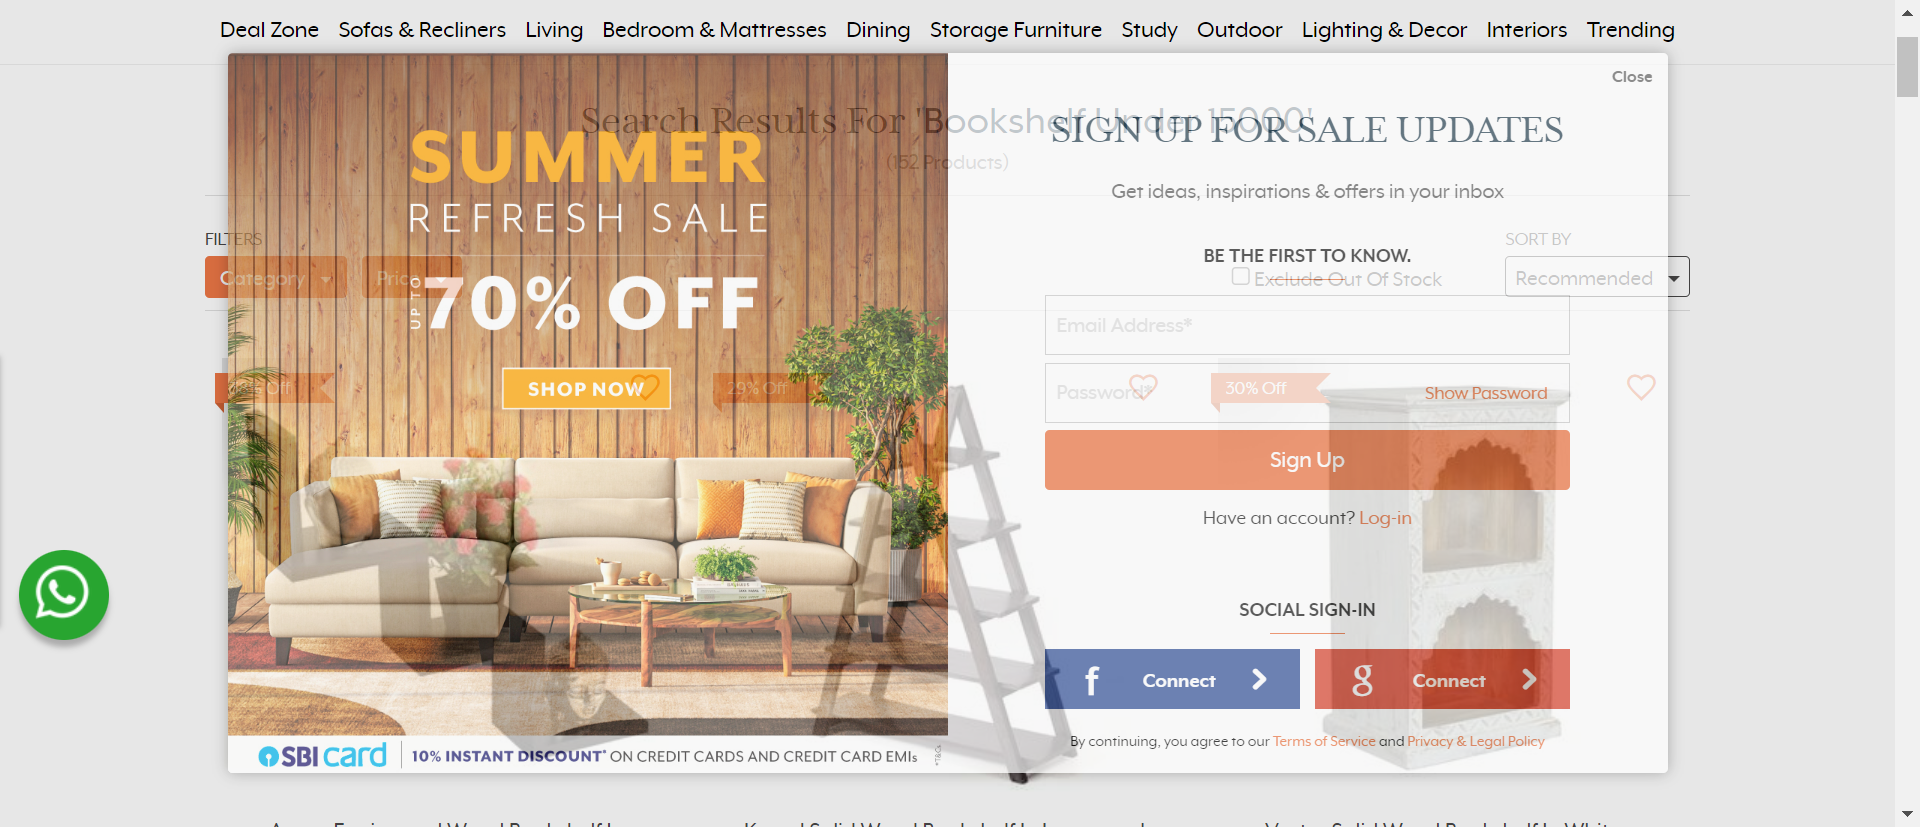 Deal Zone Sofas & Recliners Living Bedroom & Mattresses Dining Storage Furniture Study Outdoor Lighting & Decor Interiors Trending
Close
Search Results For 'Bookshelf Under 15000'
(152 Products)
FILTERS
Category
Price
SUMMER
REFRESH SALE
UP TO
70% OFF
SHOP NOW
% Off
29% Off
SBI card
10% INSTANT DISCOUNT* ON CREDIT CARDS AND CREDIT CARD EMIs
*T&C
SIGN UP FOR SALE UPDATES
Get ideas, inspirations & offers in your inbox
SORT BY
BE THE FIRST TO KNOW.
Exclude Out Of Stock
Recommended
Email Address*
30% Off
Password*
Show Password
Sign Up
Have an account? Log-in
SOCIAL SIGN-IN
f Connect
g Connect
By continuing, you agree to our Terms of Service and Privacy & Legal Policy